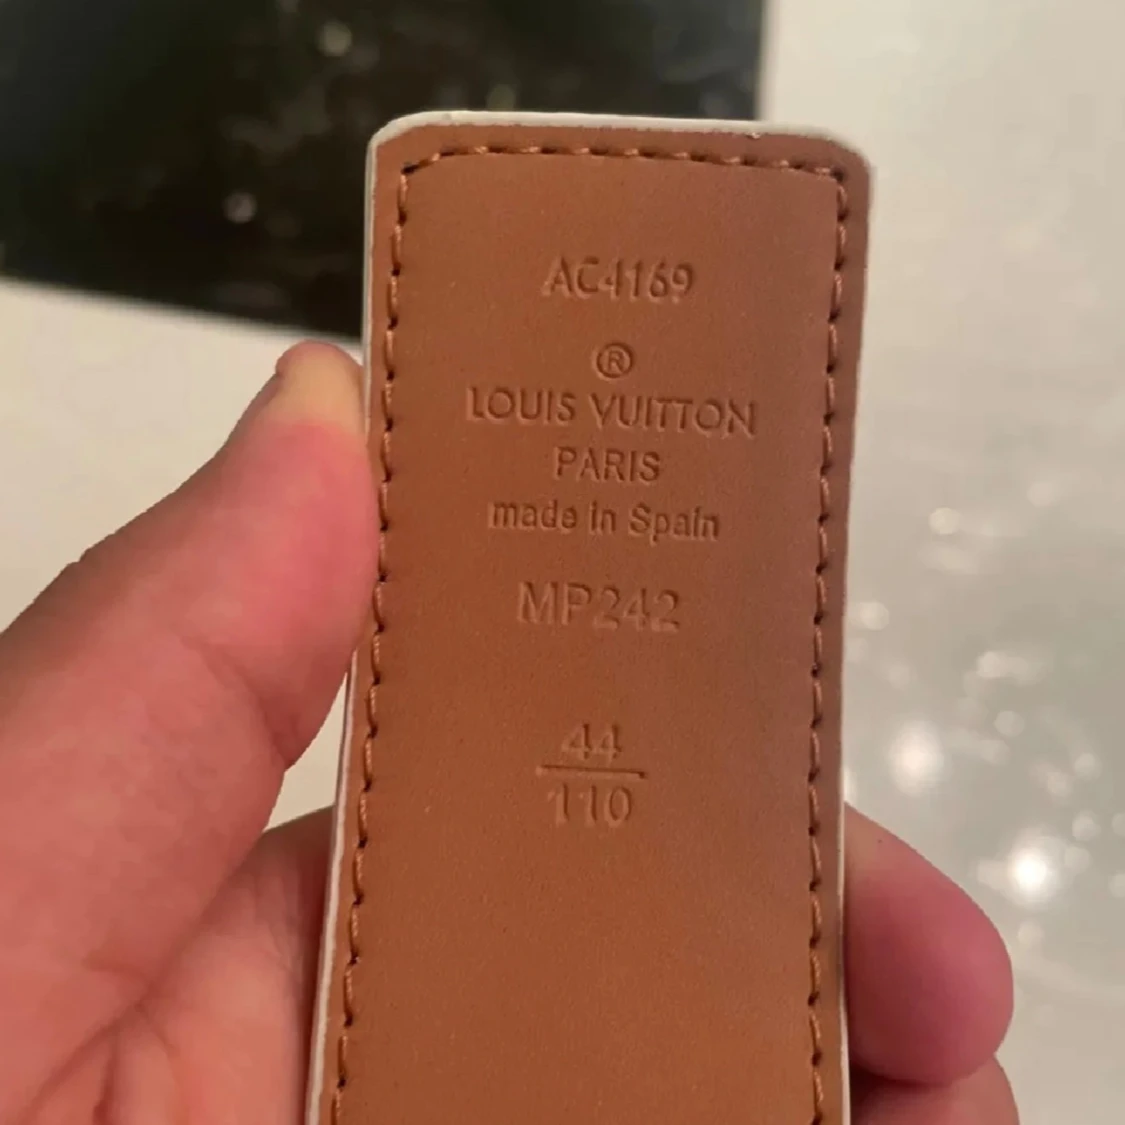 AC4169
®
LOUIS VUITTON
PARIS
made in Spain
MP242
44
110